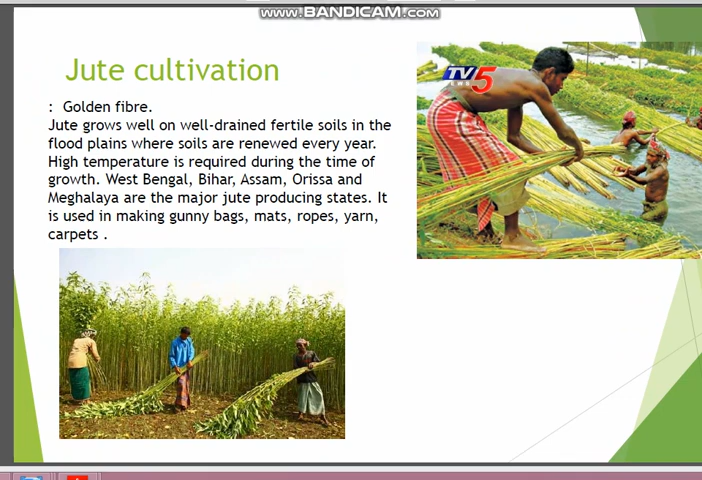 www.BANDICAM.com
Jute cultivation
: Golden fibre.
Jute grows well on well-drained fertile soils in the
flood plains where soils are renewed every year.
High temperature is required during the time of
growth. West Bengal, Bihar, Assam, Orissa and
Meghalaya are the major jute producing states. It
is used in making gunny bags, mats, ropes, yarn,
carpets .
TV5
NEWS